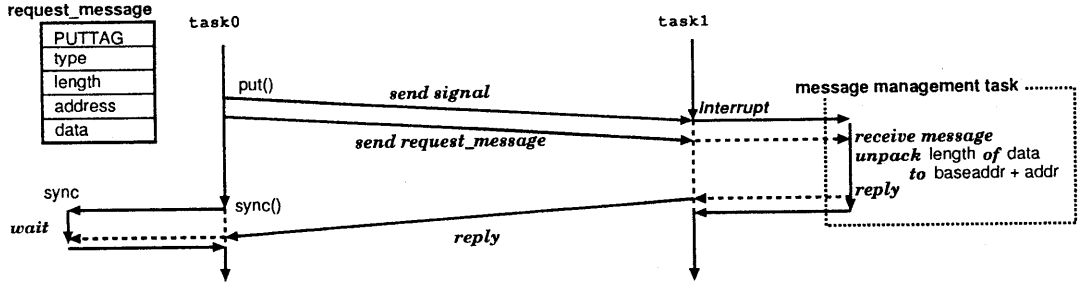 request_message
PUTTAG
type
length
address
data
task0
task1
put()
send signal
send request_message
interrupt
message management task
receive message
unpack length of data
to baseaddr + addr
reply
sync
sync()
wait
reply